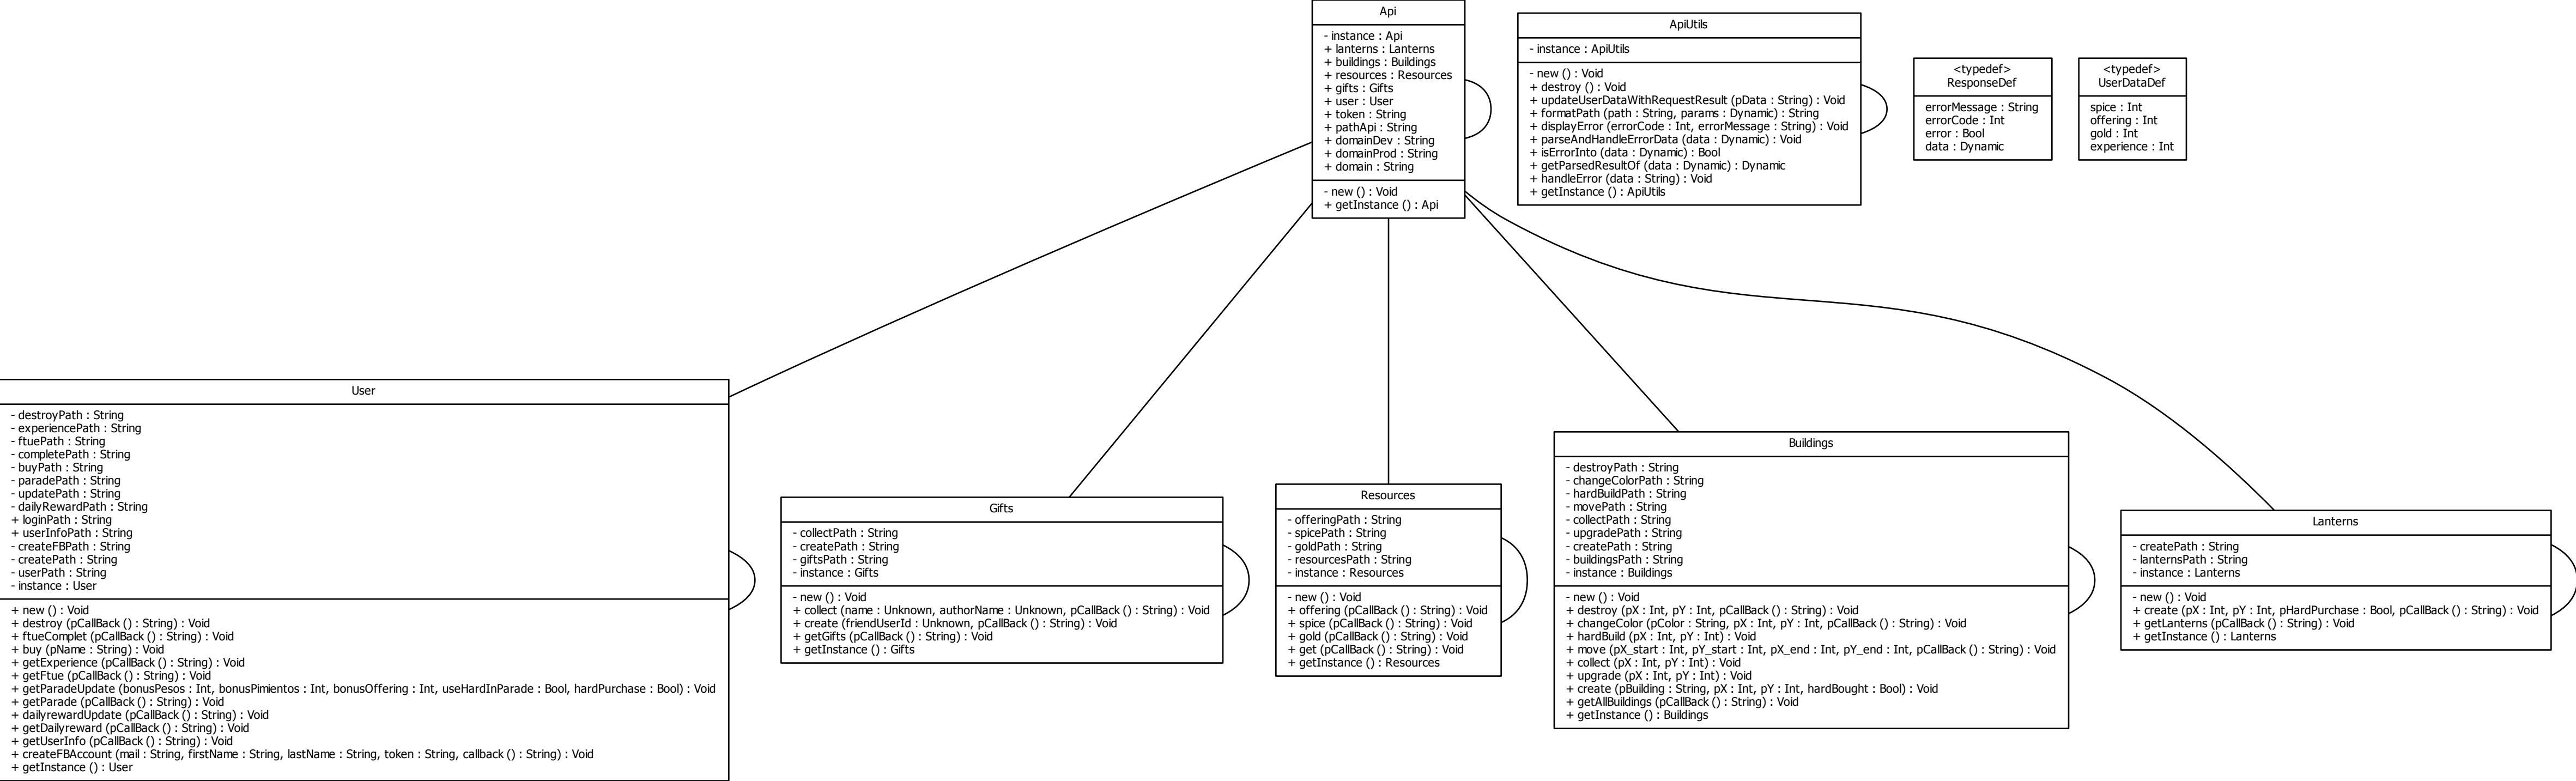 Api
- instance : Api
+ lanterns : Lanterns
+ buildings : Buildings
+ resources : Resources
+ gifts : Gifts
+ user : User
+ token : String
+ pathApi : String
+ domainDev : String
+ domainProd : String
+ domain : String
- new () : Void
+ getInstance () : Api
ApiUtils
- instance : ApiUtils
- new () : Void
+ destroy () : Void
+ updateUserDataWithRequestResult (pData : String) : Void
+ formatPath (path : String, params : Dynamic) : String
+ displayError (errorCode : Int, errorMessage : String) : Void
+ parseAndHandleErrorData (data : Dynamic) : Void
+ isErrorInto (data : Dynamic) : Bool
+ getParsedResultOf (data : Dynamic) : Dynamic
+ handleError (data : String) : Void
+ getInstance () : ApiUtils
<typedef>
ResponseDef
errorMessage : String
errorCode : Int
error : Bool
data : Dynamic
<typedef>
UserDataDef
spice : Int
offering : Int
gold : Int
experience : Int
User
- destroyPath : String
- experiencePath : String
- ftuePath : String
- completePath : String
- buyPath : String
- paradePath : String
- updatePath : String
- dailyRewardPath : String
+ loginPath : String
+ userInfoPath : String
- createFBPath : String
- createPath : String
- userPath : String
- instance : User
+ new () : Void
+ destroy (pCallBack () : String) : Void
+ ftueComplet (pCallBack () : String) : Void
+ buy (pName : String) : Void
+ getExperience (pCallBack () : String) : Void
+ getFtue (pCallBack () : String) : Void
+ getParadeUpdate (bonusPesos : Int, bonusPimientos : Int, bonusOffering : Int, useHardInParade : Bool, hardPurchase : Bool) : Void
+ getParade (pCallBack () : String) : Void
+ dailyrewardUpdate (pCallBack () : String) : Void
+ getDailyreward (pCallBack () : String) : Void
+ getUserInfo (pCallBack () : String) : Void
+ createFBAccount (mail : String, firstName : String, lastName : String, token : String, callback () : String) : Void
+ getInstance () : User
Gifts
- collectPath : String
- createPath : String
- giftsPath : String
- instance : Gifts
- new () : Void
+ collect (name : Unknown, authorName : Unknown, pCallBack () : String) : Void
+ create (friendUserId : Unknown, pCallBack () : String) : Void
+ getGifts (pCallBack () : String) : Void
+ getInstance () : Gifts
Resources
- offeringPath : String
- spicePath : String
- goldPath : String
- resourcesPath : String
- instance : Resources
- new () : Void
+ offering (pCallBack () : String) : Void
+ spice (pCallBack () : String) : Void
+ gold (pCallBack () : String) : Void
+ get (pCallBack () : String) : Void
+ getInstance () : Resources
Buildings
- destroyPath : String
- changeColorPath : String
- hardBuildPath : String
- movePath : String
- collectPath : String
- upgradePath : String
- createPath : String
- buildingsPath : String
- instance : Buildings
- new () : Void
+ destroy (pX : Int, pY : Int, pCallBack () : String) : Void
+ changeColor (pColor : String, pX : Int, pY : Int, pCallBack () : String) : Void
+ hardBuild (pX : Int, pY : Int) : Void
+ move (pX_start : Int, pY_start : Int, pX_end : Int, pY_end : Int, pCallBack () : String) : Void
+ collect (pX : Int, pY : Int) : Void
+ upgrade (pX : Int, pY : Int) : Void
+ create (pBuilding : String, pX : Int, pY : Int, hardBought : Bool) : Void
+ getAllBuildings (pCallBack () : String) : Void
+ getInstance () : Buildings
Lanterns
- createPath : String
- lanternsPath : String
- instance : Lanterns
- new () : Void
+ create (pX : Int, pY : Int, pHardPurchase : Bool, pCallBack () : String) : Void
+ getLanterns (pCallBack () : String) : Void
+ getInstance () : Lanterns